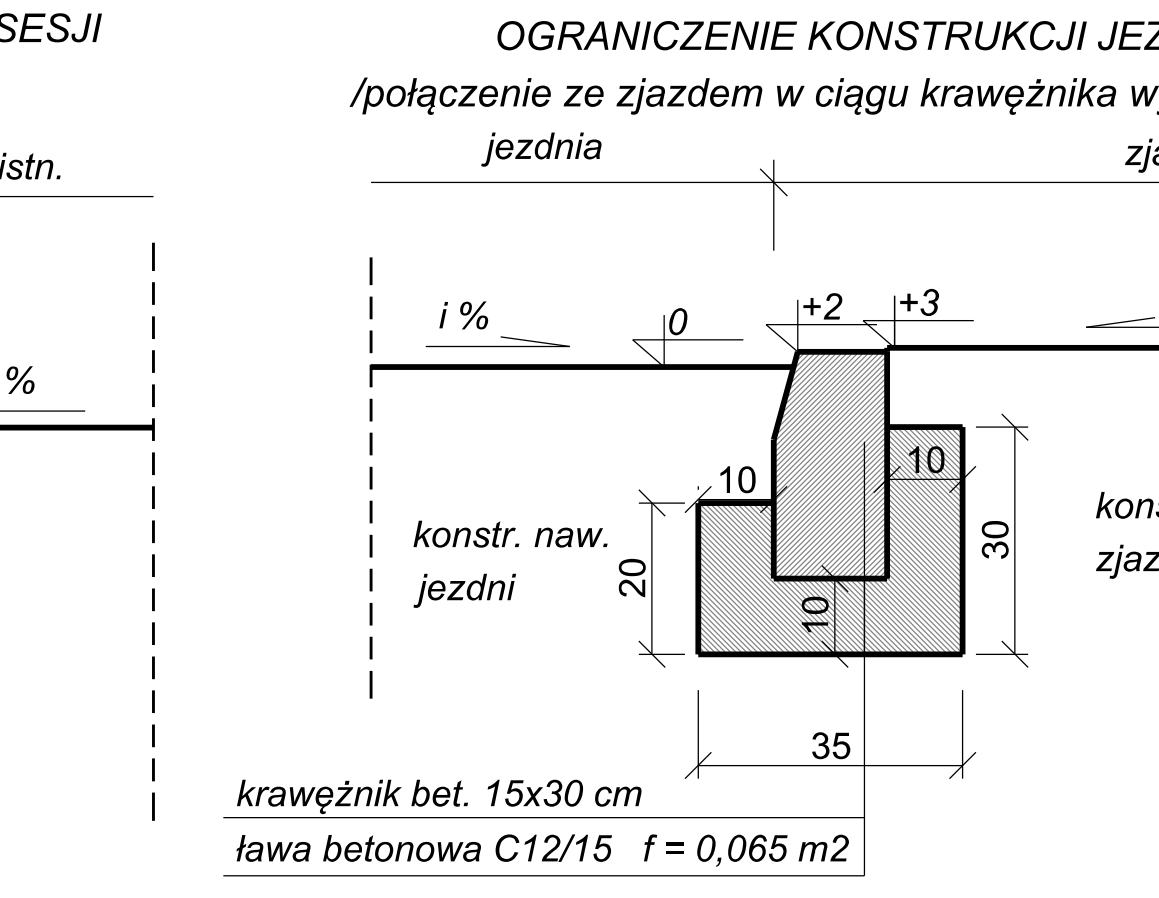 SESJI
istn.
%
OGRANICZENIE KONSTRUKCJI
/połączenie ze zjazdem w ciągu krawężnika
jezdnia
i %
0
+2
+3
10
10
konstr. naw.
jezdni
20
10
30
35
krawężnik bet. 15x30 cm
ława betonowa C12/15 f = 0,065 m2